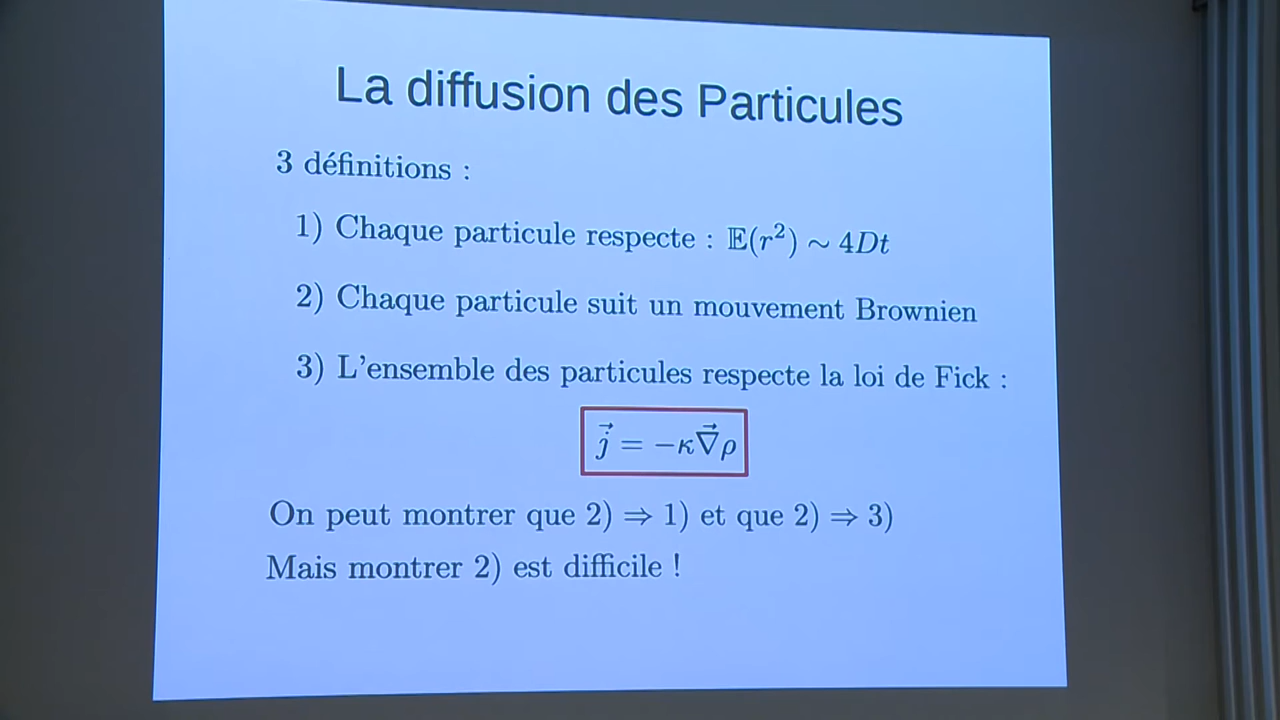 La diffusion des Particules
3 définitions :
1) Chaque particule respecte : 𝔼(r²) ∼ 4Dt
2) Chaque particule suit un mouvement Brownien
3) L'ensemble des particules respecte la loi de Fick :
j⃗ = −κ∇⃗ρ
On peut montrer que 2) ⇒ 1) et que 2) ⇒ 3)
Mais montrer 2) est difficile !